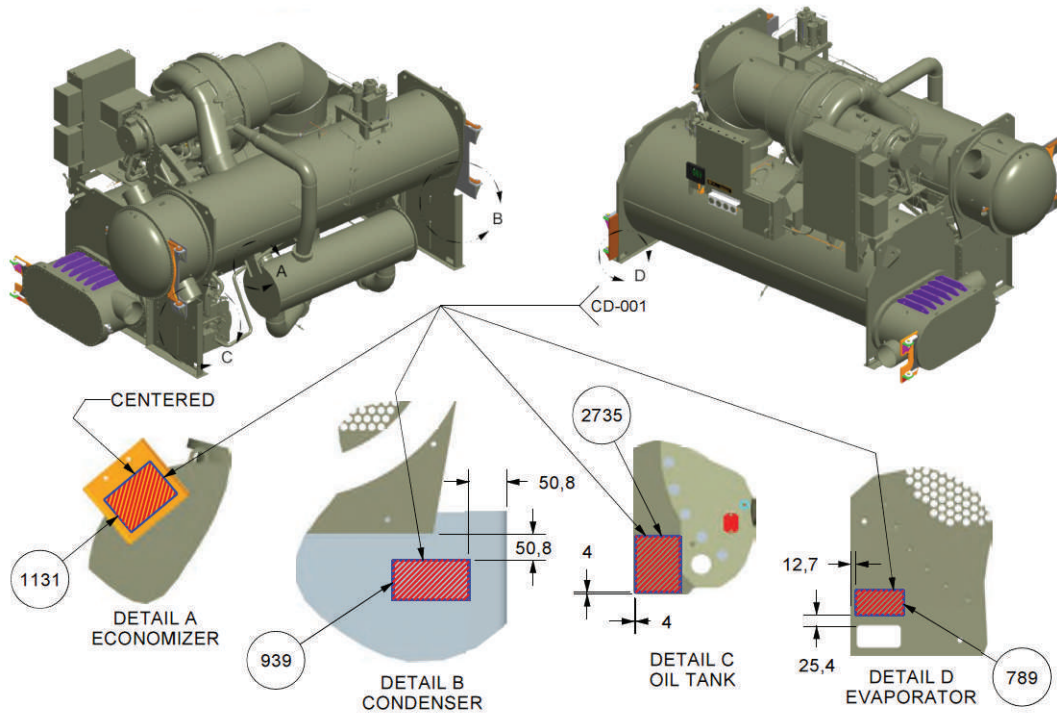 B
A
C
D
CD-001
CENTERED
1131
DETAIL A
ECONOMIZER
50,8
50,8
939
DETAIL B
CONDENSER
2735
4
4
DETAIL C
OIL TANK
12,7
25,4
789
DETAIL D
EVAPORATOR